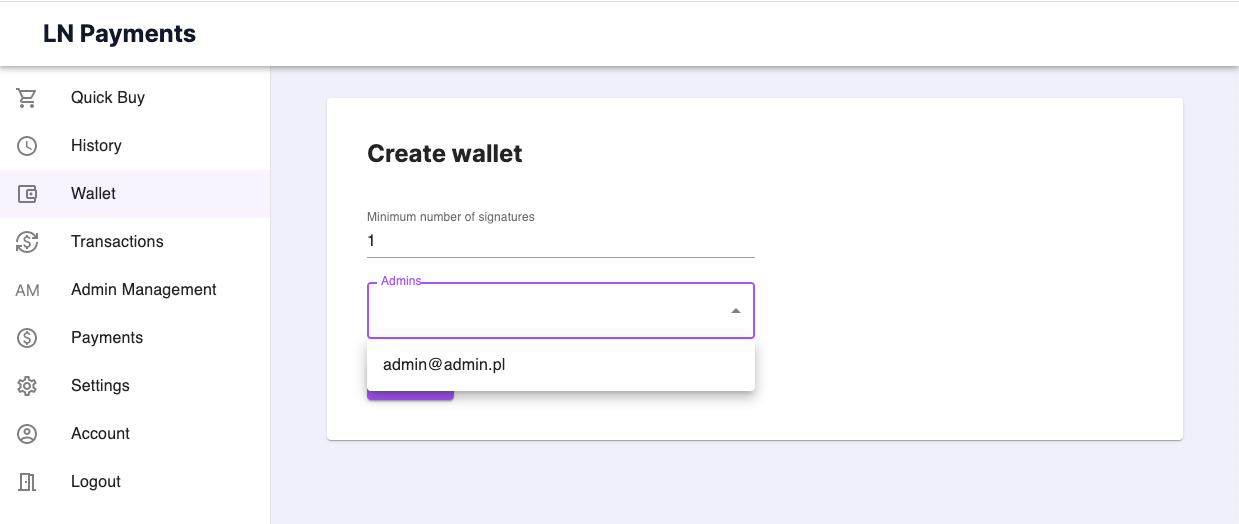 LN Payments
Quick Buy
History
Wallet
Transactions
AM Admin Management
Payments
Settings
Account
Logout
Create wallet
Minimum number of signatures
1
Admins
admin@admin.pl